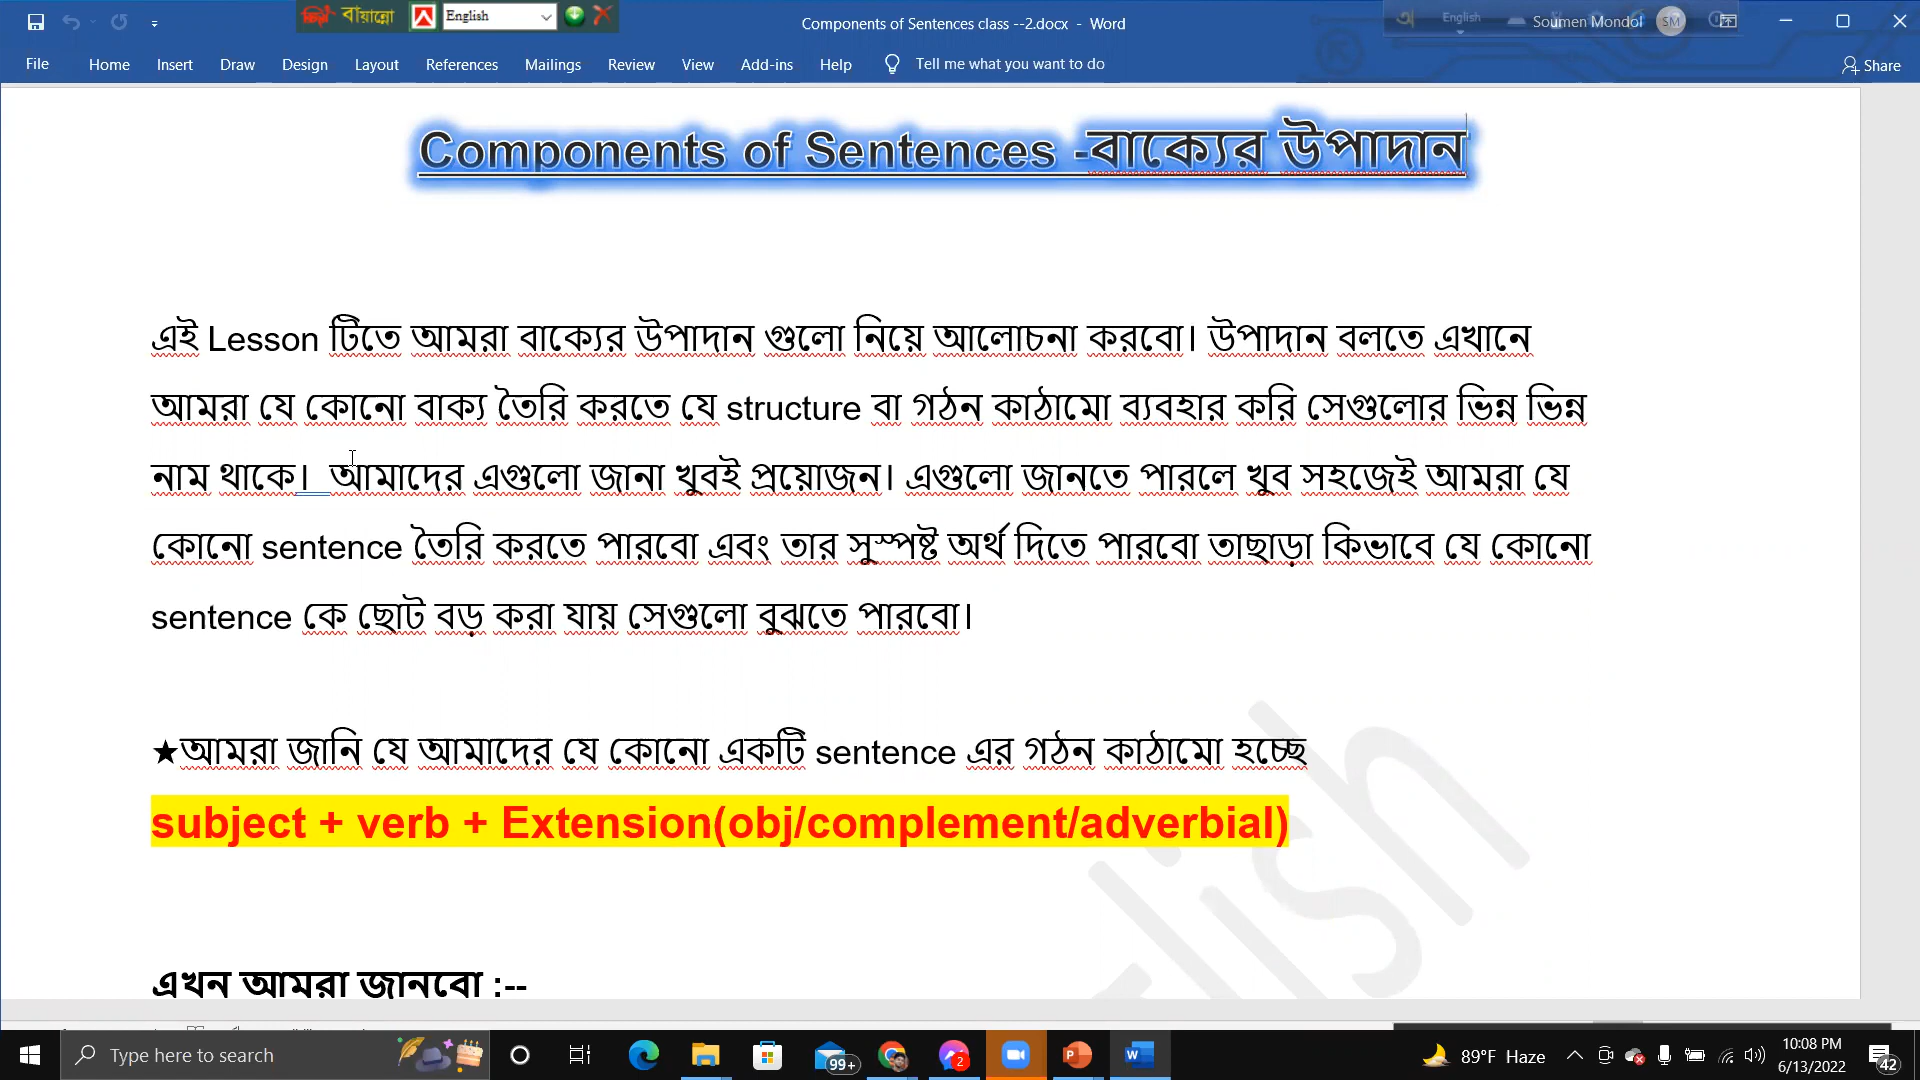 বায়ান্নো English
Components of Sentences class --2.docx - Word
English Soumen Mondol SM
File Home Insert Draw Design Layout References Mailings Review View Add-ins Help Tell me what you want to do Share
Components of Sentences -বাক্যের উপাদান
এই Lesson টিতে আমরা বাক্যের উপাদান গুলো নিয়ে আলোচনা করবো। উপাদান বলতে এখানে
আমরা যে কোনো বাক্য তৈরি করতে যে structure বা গঠন কাঠামো ব্যবহার করি সেগুলোর ভিন্ন ভিন্ন
নাম থাকে। আমাদের এগুলো জানা খুবই প্রয়োজন। এগুলো জানতে পারলে খুব সহজেই আমরা যে
কোনো sentence তৈরি করতে পারবো এবং তার সুস্পষ্ট অর্থ দিতে পারবো তাছাড়া কিভাবে যে কোনো
sentence কে ছোট বড় করা যায় সেগুলো বুঝতে পারবো।
★আমরা জানি যে আমাদের যে কোনো একটি sentence এর গঠন কাঠামো হচ্ছে
subject + verb + Extension(obj/complement/adverbial)
এখন আমরা জানবো :--
Type here to search
99+
2
89°F Haze
10:08 PM
6/13/2022
42